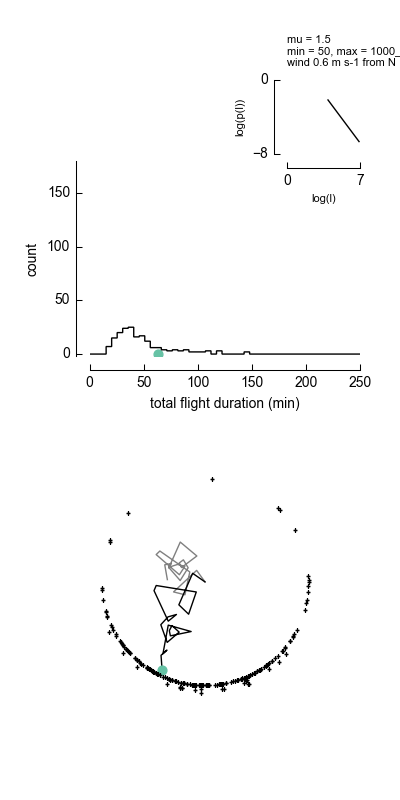 mu = 1.5
min = 50, max = 1000_
wind 0.6 m s-1 from N
0
log(p(l))
−8
0
7
log(l)
150
100
50
0
count
0
50
100
150
200
250
total flight duration (min)